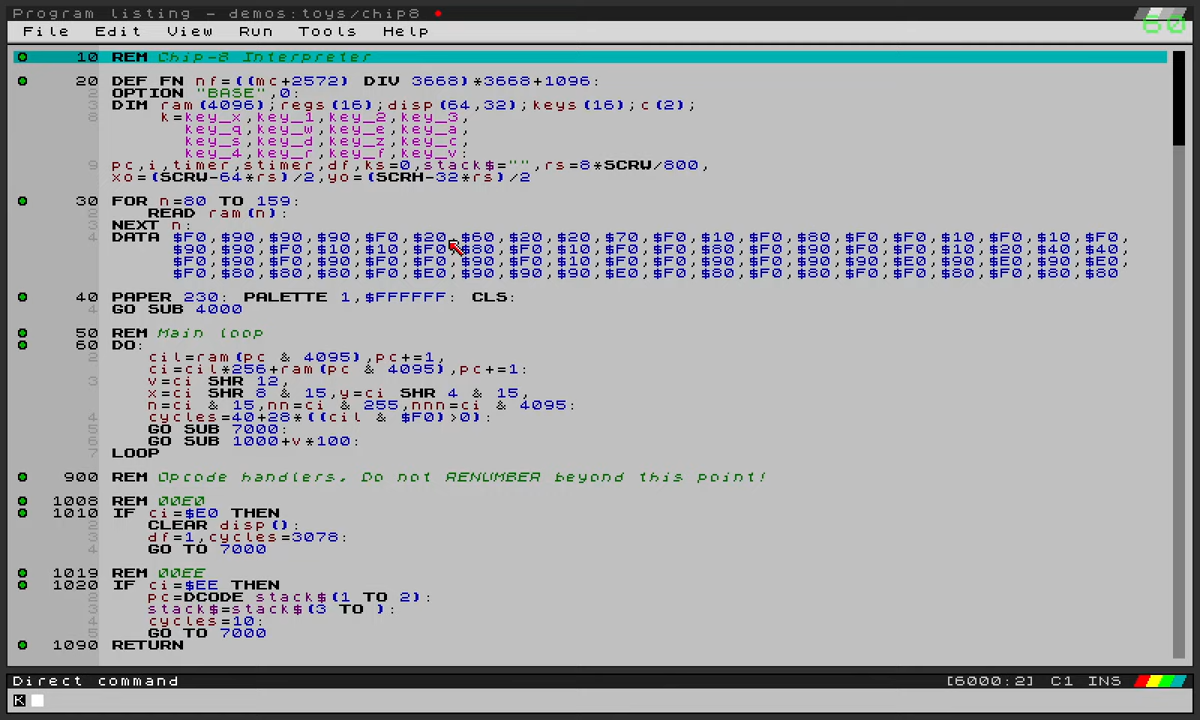 Program listing - demos:toys/chip8
60
File Edit View Run Tools Help
10 REM Chip-8 Interpreter
20 DEF FN nf=((mc+2572) DIV 3668)*3668+1096:
2 OPTION "BASE",0:
3 DIM ram(4096);regs(16);disp(64,32);keys(16);c(2);
8 k=key_x,key_1,key_2,key_3,
key_q,key_w,key_e,key_a,
key_s,key_d,key_z,key_c,
key_4,key_r,key_f,key_v:
9 pc,i,timer,stimer,df,ks=0,stack$="",rs=8*SCRW/800,
xo=(SCRW-64*rs)/2,yo=(SCRH-32*rs)/2
30 FOR n=80 TO 159:
2 READ ram(n):
3 NEXT n:
4 DATA $F0,$90,$90,$90,$F0,$20,$60,$20,$20,$70,$F0,$10,$F0,$80,$F0,$F0,$10,$F0,$10,$F0,
$90,$90,$F0,$10,$10,$F0,$80,$F0,$10,$F0,$F0,$80,$F0,$90,$F0,$F0,$10,$20,$40,$40,
$F0,$90,$F0,$90,$F0,$F0,$90,$F0,$10,$F0,$F0,$90,$F0,$90,$90,$E0,$90,$E0,$90,$E0,
$F0,$80,$80,$80,$F0,$E0,$90,$90,$90,$E0,$F0,$80,$F0,$80,$F0,$F0,$80,$F0,$80,$80
40 PAPER 230: PALETTE 1,$FFFFFF: CLS:
4 GO SUB 4000
50 REM Main loop
60 DO:
2 cil=ram(pc & 4095),pc+=1,
ci=cil*256+ram(pc & 4095),pc+=1:
3 v=ci SHR 12,
x=ci SHR 8 & 15,y=ci SHR 4 & 15,
n=ci & 15,nn=ci & 255,nnn=ci & 4095:
4 cycles=40+28*((cil & $F0)>0):
5 GO SUB 7000:
6 GO SUB 1000+v*100:
7 LOOP
900 REM Opcode handlers. Do not RENUMBER beyond this point!
1008 REM 00E0
1010 IF ci=$E0 THEN
2 CLEAR disp():
3 df=1,cycles=3078:
4 GO TO 7000
1019 REM 00EE
1020 IF ci=$EE THEN
2 pc=DCODE stack$(1 TO 2):
3 stack$=stack$(3 TO ):
4 cycles=10:
5 GO TO 7000
1090 RETURN
Direct command [6000:2] C1 INS
K